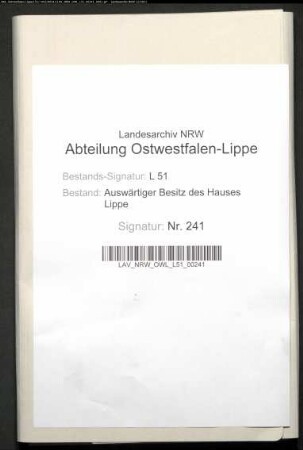 Landesarchiv NRW
Abteilung Ostwestfalen-Lippe
Bestands-Signatur: L 51
Bestand: Auswärtiger Besitz des Hauses
Lippe
Signatur: Nr. 241
LAV_NRW_OWL_L51_00241